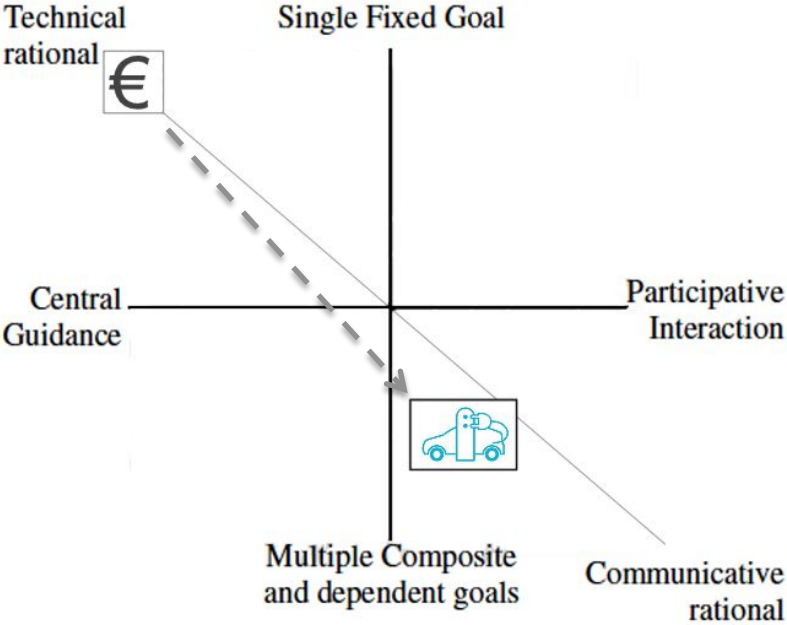 Technical
rational
Single Fixed Goal
€
Central
Guidance
Participative
Interaction
Multiple Composite
and dependent goals
Communicative
rational